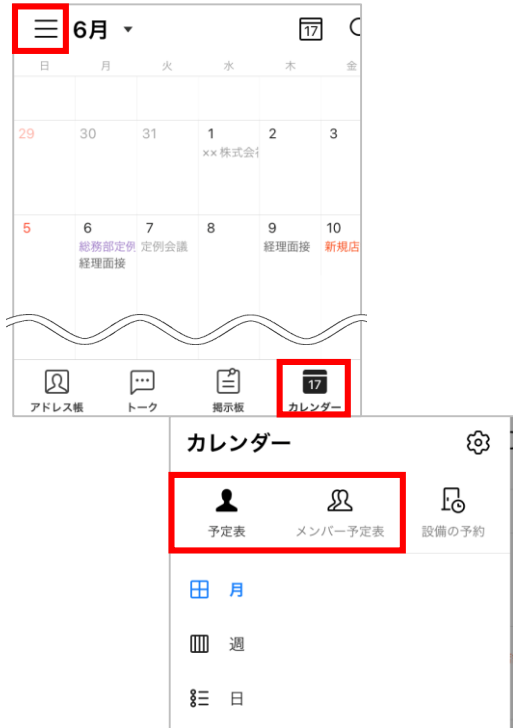 6月
17
日 月 火 水 木 金
29 30 31 1 2 3
××株式会社
5 6 7 8 9 10
総務部定例 定例会議 経理面接 新規店
経理面接
17
アドレス帳 トーク 掲示板 カレンダー
カレンダー
予定表 メンバー予定表 設備の予約
月
週
日